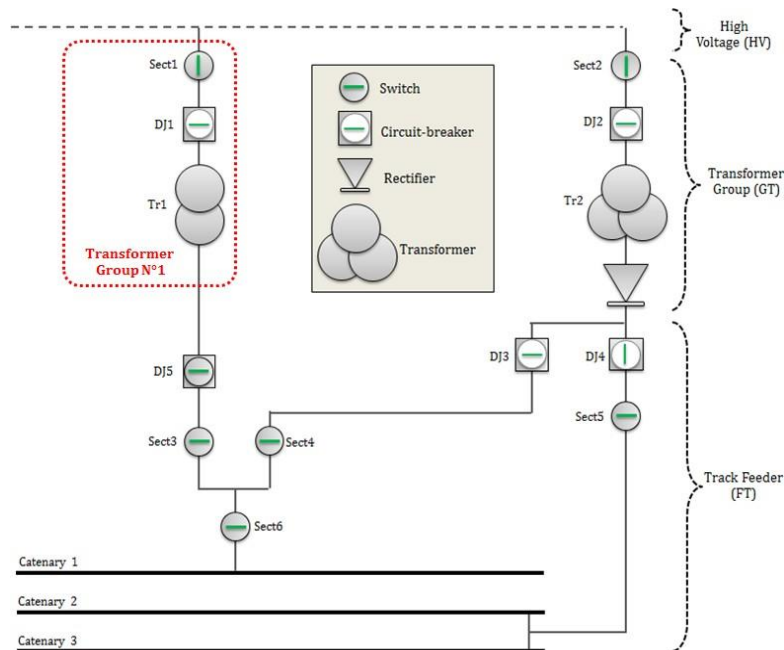 High
Voltage (HV)
Sect1
Sect2
Switch
DJ1
DJ2
Circuit-breaker
Rectifier
Transformer
Group (GT)
Tr1
Tr2
Transformer
Transformer
Group N°1
DJ3
DJ4
DJ5
Sect5
Sect3
Sect4
Track Feeder
(FT)
Sect6
Catenary 1
Catenary 2
Catenary 3